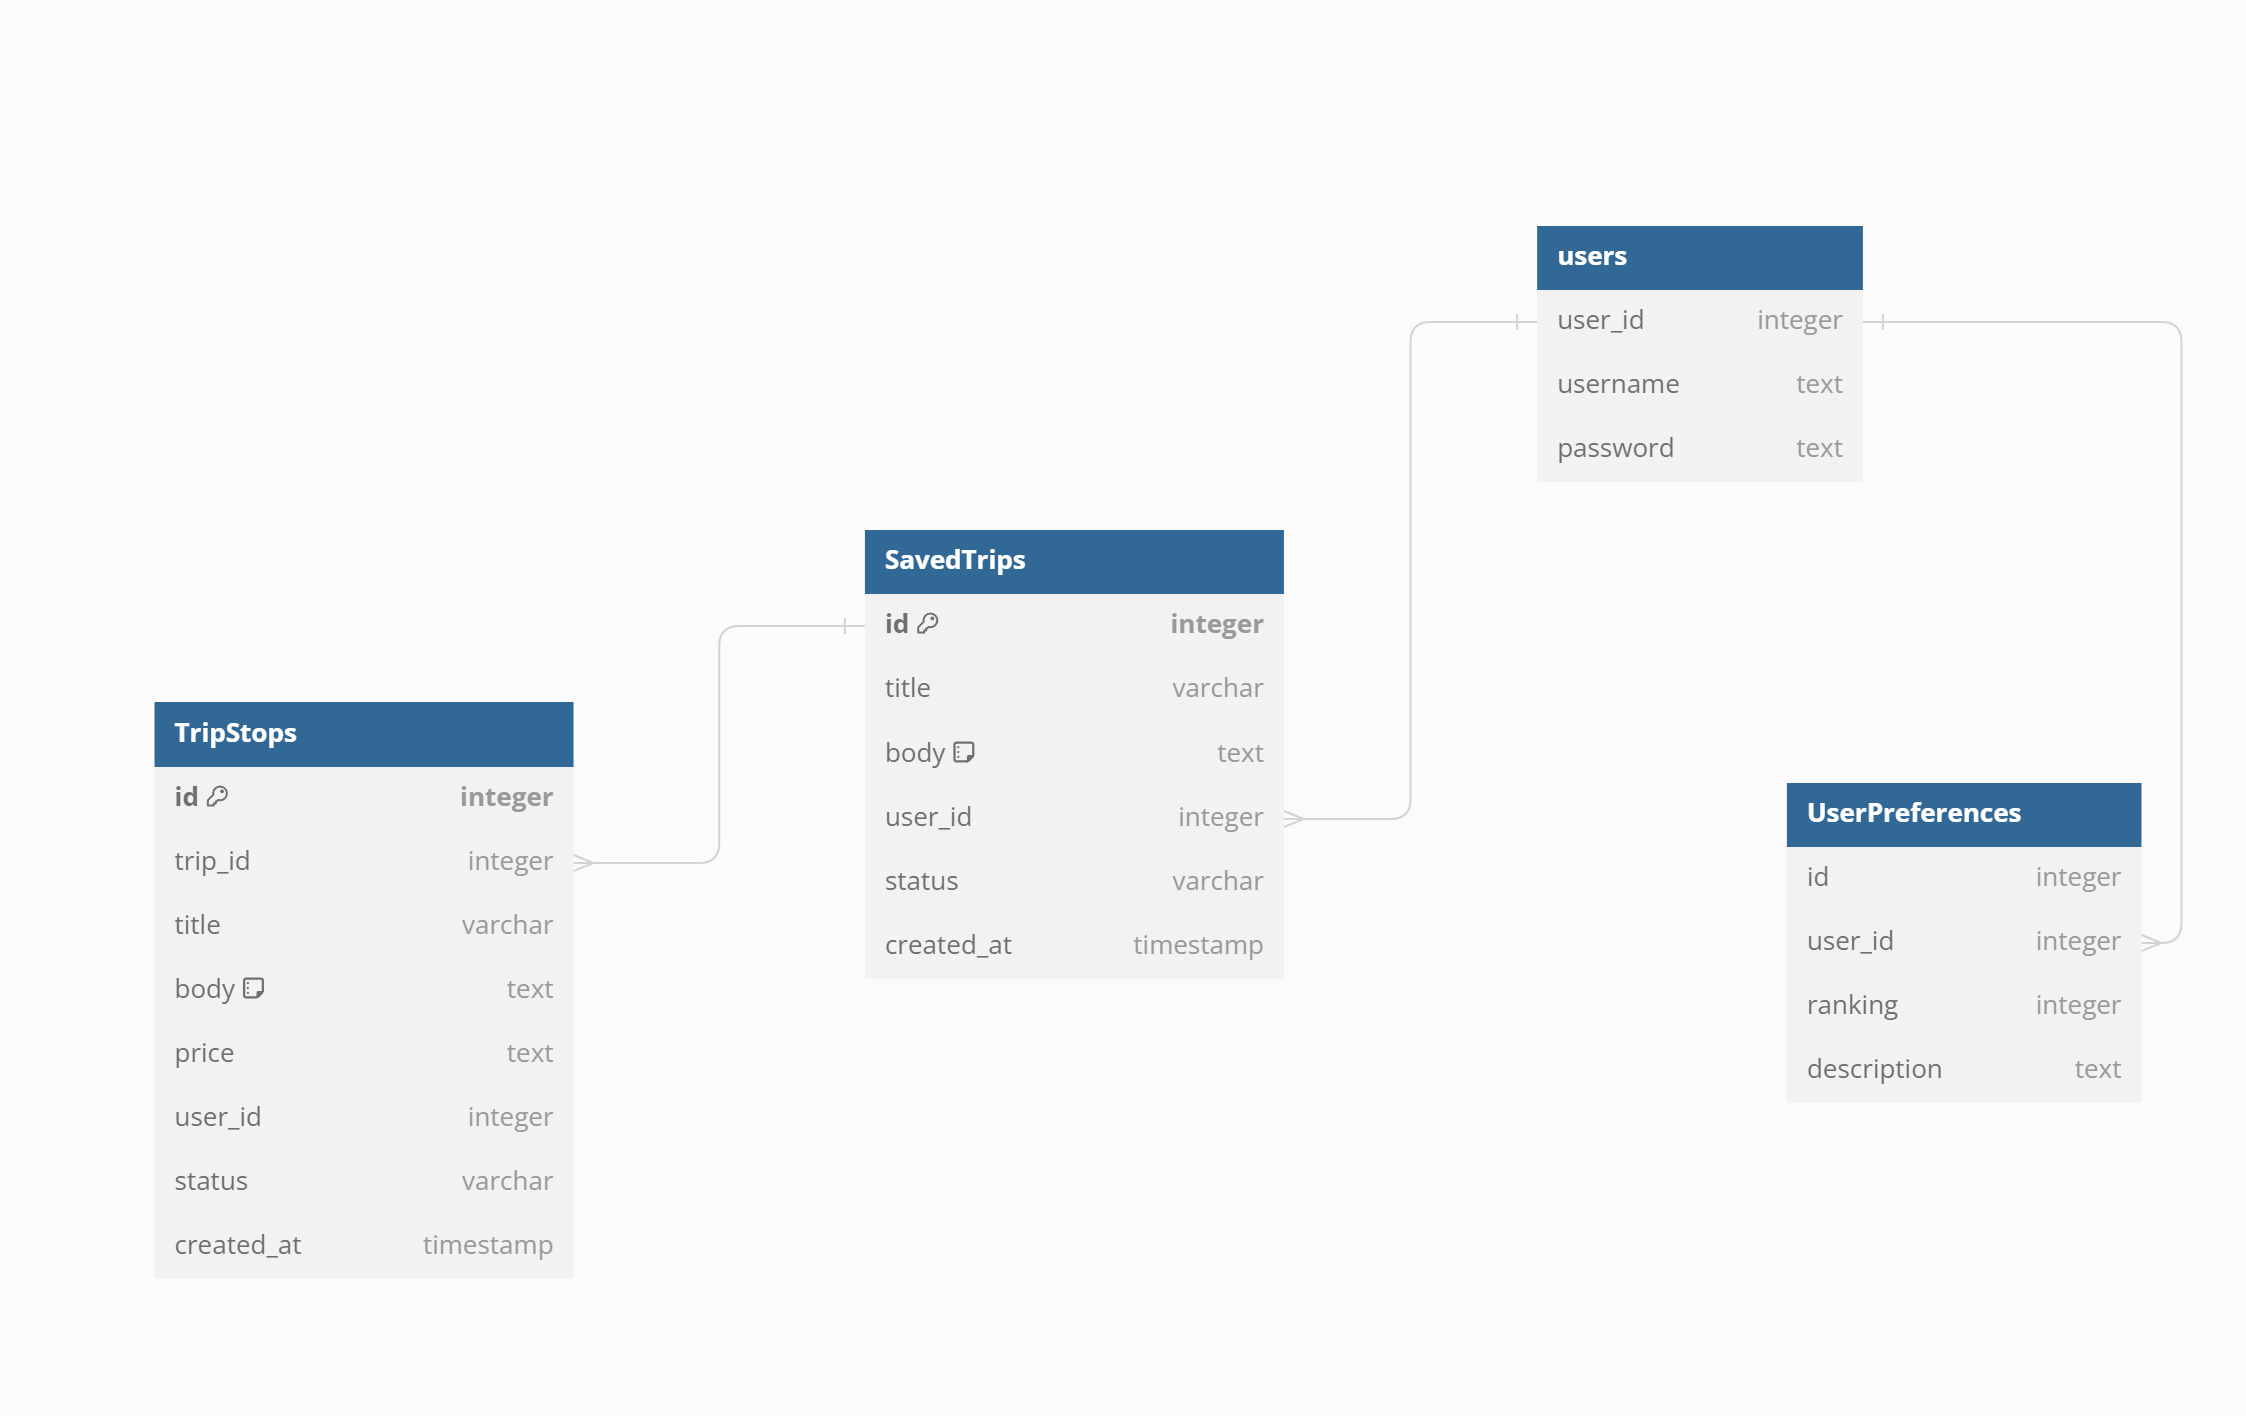 users
user_id integer
username text
password text
SavedTrips
id integer
title varchar
body text
user_id integer
status varchar
created_at timestamp
TripStops
id integer
trip_id integer
title varchar
body text
price text
user_id integer
status varchar
created_at timestamp
UserPreferences
id integer
user_id integer
ranking integer
description text